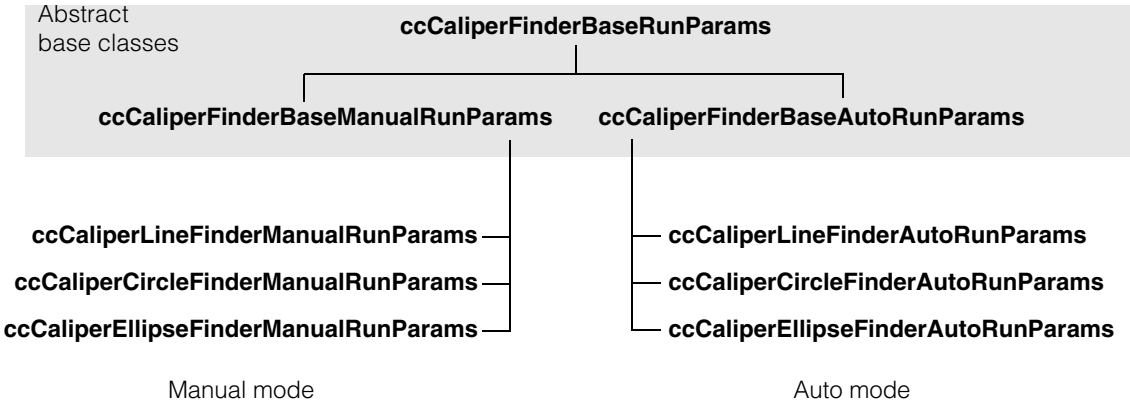 Abstract
base classes
ccCaliperFinderBaseRunParams
ccCaliperFinderBaseManualRunParams
ccCaliperFinderBaseAutoRunParams
ccCaliperLineFinderManualRunParams
ccCaliperCircleFinderManualRunParams
ccCaliperEllipseFinderManualRunParams
ccCaliperLineFinderAutoRunParams
ccCaliperCircleFinderAutoRunParams
ccCaliperEllipseFinderAutoRunParams
Manual mode
Auto mode